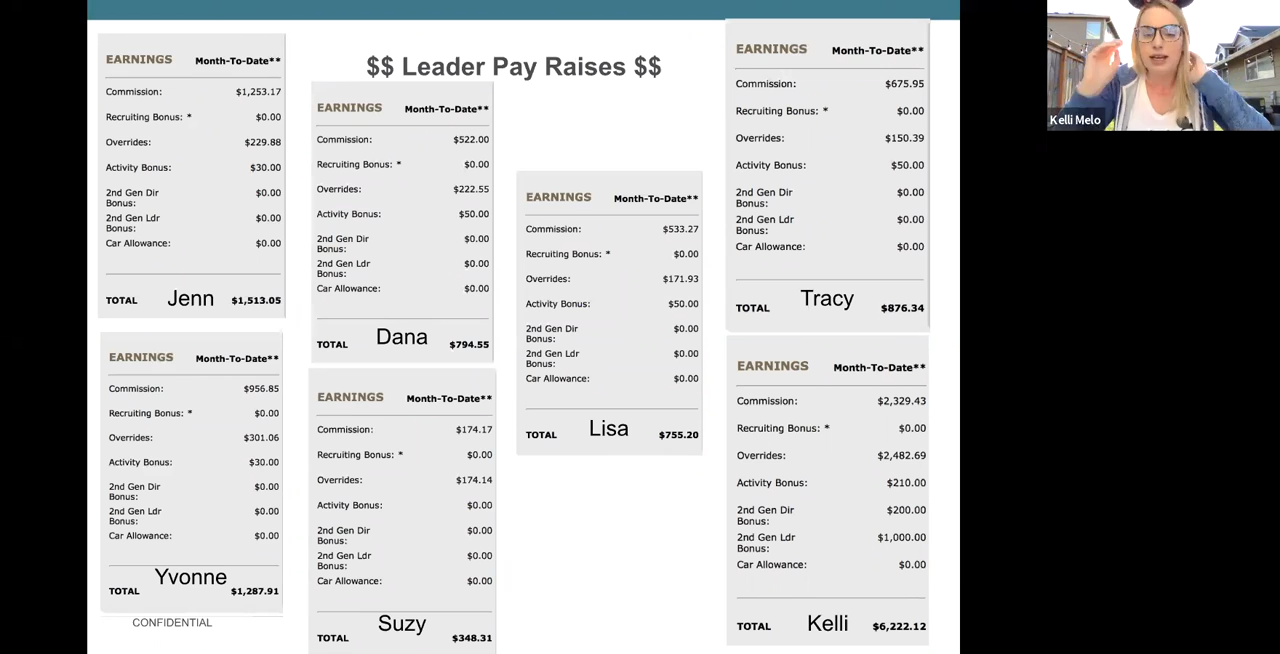 $$ Leader Pay Raises $$
EARNINGS Month-To-Date**
Commission: $1,253.17
Recruiting Bonus: * $0.00
Overrides: $229.88
Activity Bonus: $30.00
2nd Gen Dir $0.00
Bonus:
2nd Gen Ldr $0.00
Bonus:
Car Allowance: $0.00
TOTAL Jenn $1,513.05
EARNINGS Month-To-Date**
Commission: $956.85
Recruiting Bonus: * $0.00
Overrides: $301.06
Activity Bonus: $30.00
2nd Gen Dir $0.00
Bonus:
2nd Gen Ldr $0.00
Bonus:
Car Allowance: $0.00
Yvonne
TOTAL $1,287.91
CONFIDENTIAL
EARNINGS Month-To-Date**
Commission: $522.00
Recruiting Bonus: * $0.00
Overrides: $222.55
Activity Bonus: $50.00
2nd Gen Dir $0.00
Bonus:
2nd Gen Ldr $0.00
Bonus:
Car Allowance: $0.00
TOTAL Dana $794.55
EARNINGS Month-To-Date**
Commission: $174.17
Recruiting Bonus: * $0.00
Overrides: $174.14
Activity Bonus: $0.00
2nd Gen Dir $0.00
Bonus:
2nd Gen Ldr $0.00
Bonus:
Car Allowance: $0.00
Suzy
TOTAL $348.31
EARNINGS Month-To-Date**
Commission: $533.27
Recruiting Bonus: * $0.00
Overrides: $171.93
Activity Bonus: $50.00
2nd Gen Dir $0.00
Bonus:
2nd Gen Ldr $0.00
Bonus:
Car Allowance: $0.00
TOTAL Lisa $755.20
EARNINGS Month-To-Date**
Commission: $675.95
Recruiting Bonus: * $0.00
Overrides: $150.39
Activity Bonus: $50.00
2nd Gen Dir $0.00
Bonus:
2nd Gen Ldr $0.00
Bonus:
Car Allowance: $0.00
TOTAL Tracy $876.34
EARNINGS Month-To-Date**
Commission: $2,329.43
Recruiting Bonus: * $0.00
Overrides: $2,482.69
Activity Bonus: $210.00
2nd Gen Dir $200.00
Bonus:
2nd Gen Ldr $1,000.00
Bonus:
Car Allowance: $0.00
TOTAL Kelli $6,222.12
Kelli Melo